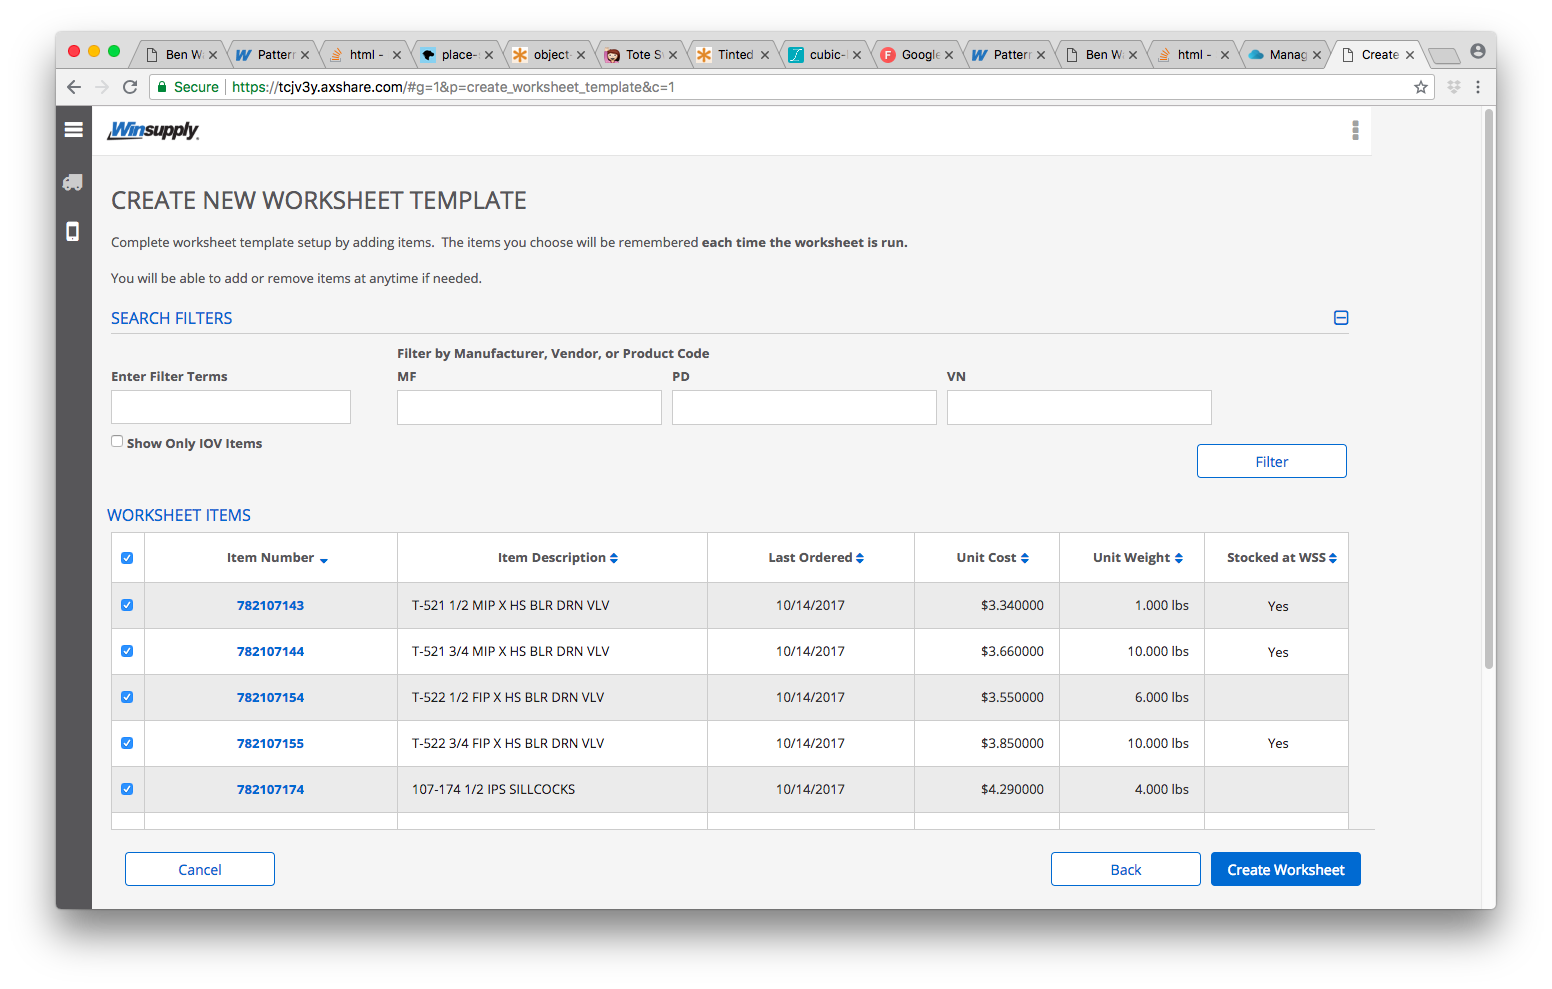 Ben W
Pattern
html -
place-
object-
Tote S
Tinted
cubic-
Google
Pattern
Ben W
html -
Manag
Create
Secure https://tcjv3y.axshare.com/#g=1&p=create_worksheet_template&c=1
Winsupply
CREATE NEW WORKSHEET TEMPLATE
Complete worksheet template setup by adding items. The items you choose will be remembered each time the worksheet is run.
You will be able to add or remove items at anytime if needed.
SEARCH FILTERS
Filter by Manufacturer, Vendor, or Product Code
Enter Filter Terms MF PD VN
Show Only IOV Items
Filter
WORKSHEET ITEMS
Item Number Item Description Last Ordered Unit Cost Unit Weight Stocked at WSS
782107143 T-521 1/2 MIP X HS BLR DRN VLV 10/14/2017 $3.340000 1.000 lbs Yes
782107144 T-521 3/4 MIP X HS BLR DRN VLV 10/14/2017 $3.660000 10.000 lbs Yes
782107154 T-522 1/2 FIP X HS BLR DRN VLV 10/14/2017 $3.550000 6.000 lbs
782107155 T-522 3/4 FIP X HS BLR DRN VLV 10/14/2017 $3.850000 10.000 lbs Yes
782107174 107-174 1/2 IPS SILLCOCKS 10/14/2017 $4.290000 4.000 lbs
Cancel Back Create Worksheet